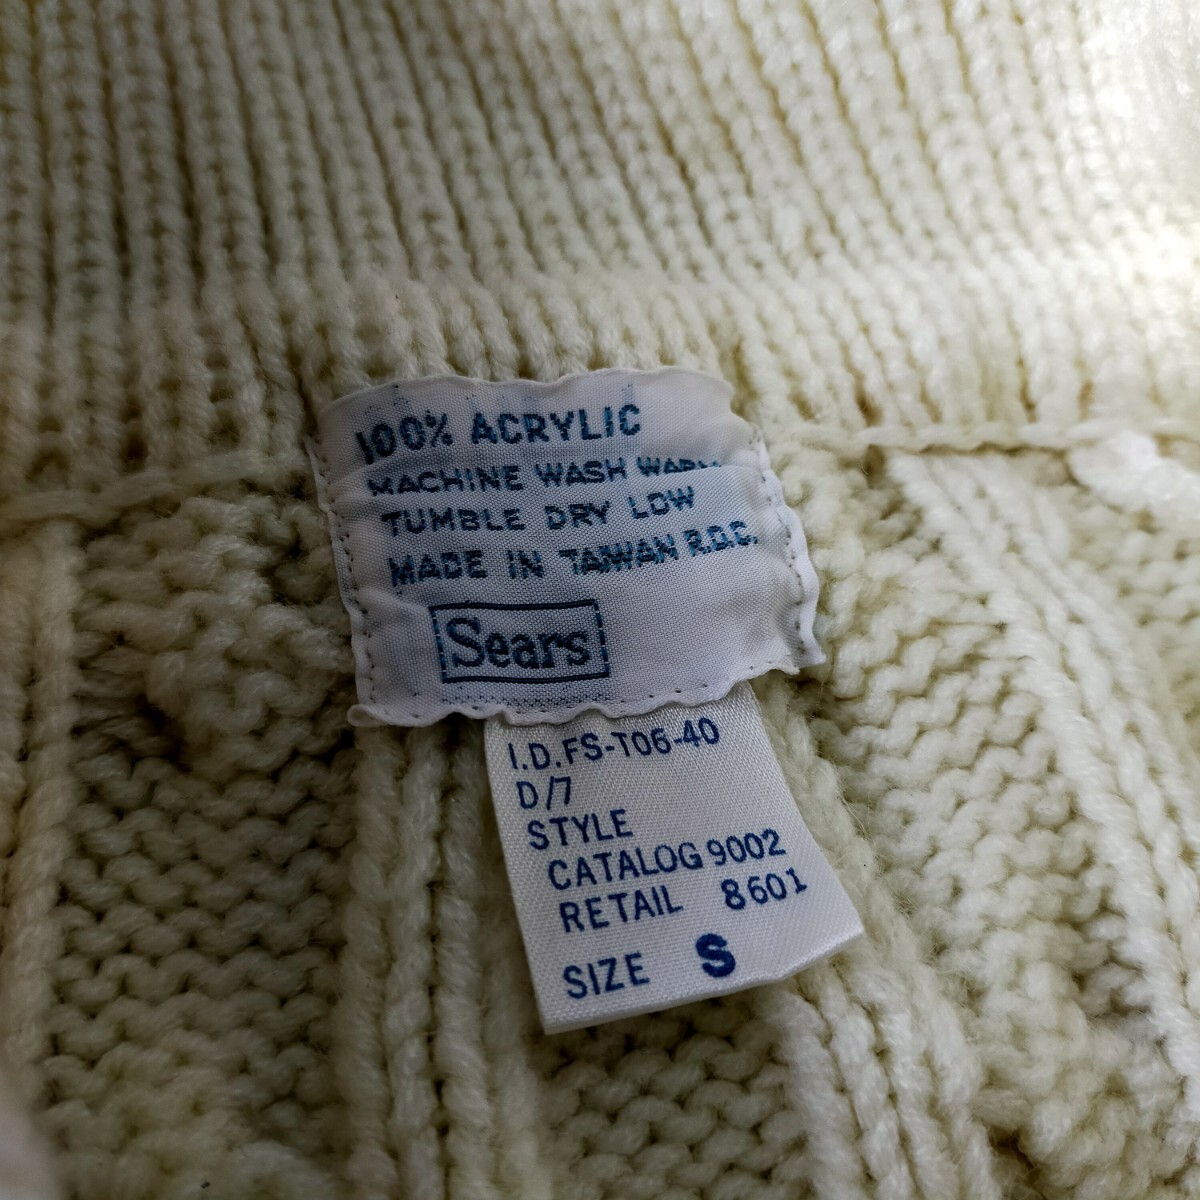 100% ACRYLIC
MACHINE WASH WARM
TUMBLE DRY LOW
MADE IN TAIWAN R.O.C.
Sears
I.D. FS-T06-40
D/7
STYLE
CATALOG 9002
RETAIL 8601
SIZE S